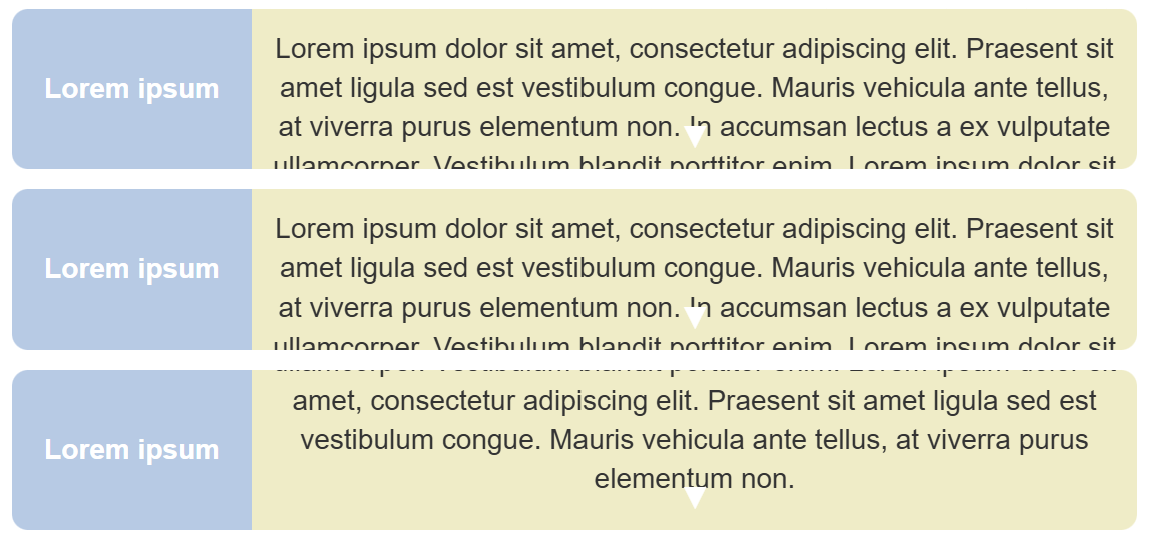 Lorem ipsum
Lorem ipsum dolor sit amet, consectetur adipiscing elit. Praesent sit
amet ligula sed est vestibulum congue. Mauris vehicula ante tellus,
at viverra purus elementum non. In accumsan lectus a ex vulputate
ullamcorper. Vestibulum blandit porttitor enim. Lorem ipsum dolor sit
Lorem ipsum
Lorem ipsum dolor sit amet, consectetur adipiscing elit. Praesent sit
amet ligula sed est vestibulum congue. Mauris vehicula ante tellus,
at viverra purus elementum non. In accumsan lectus a ex vulputate
ullamcorper. Vestibulum blandit porttitor enim. Lorem ipsum dolor sit
Lorem ipsum
amet, consectetur adipiscing elit. Praesent sit amet ligula sed est
vestibulum congue. Mauris vehicula ante tellus, at viverra purus
elementum non.